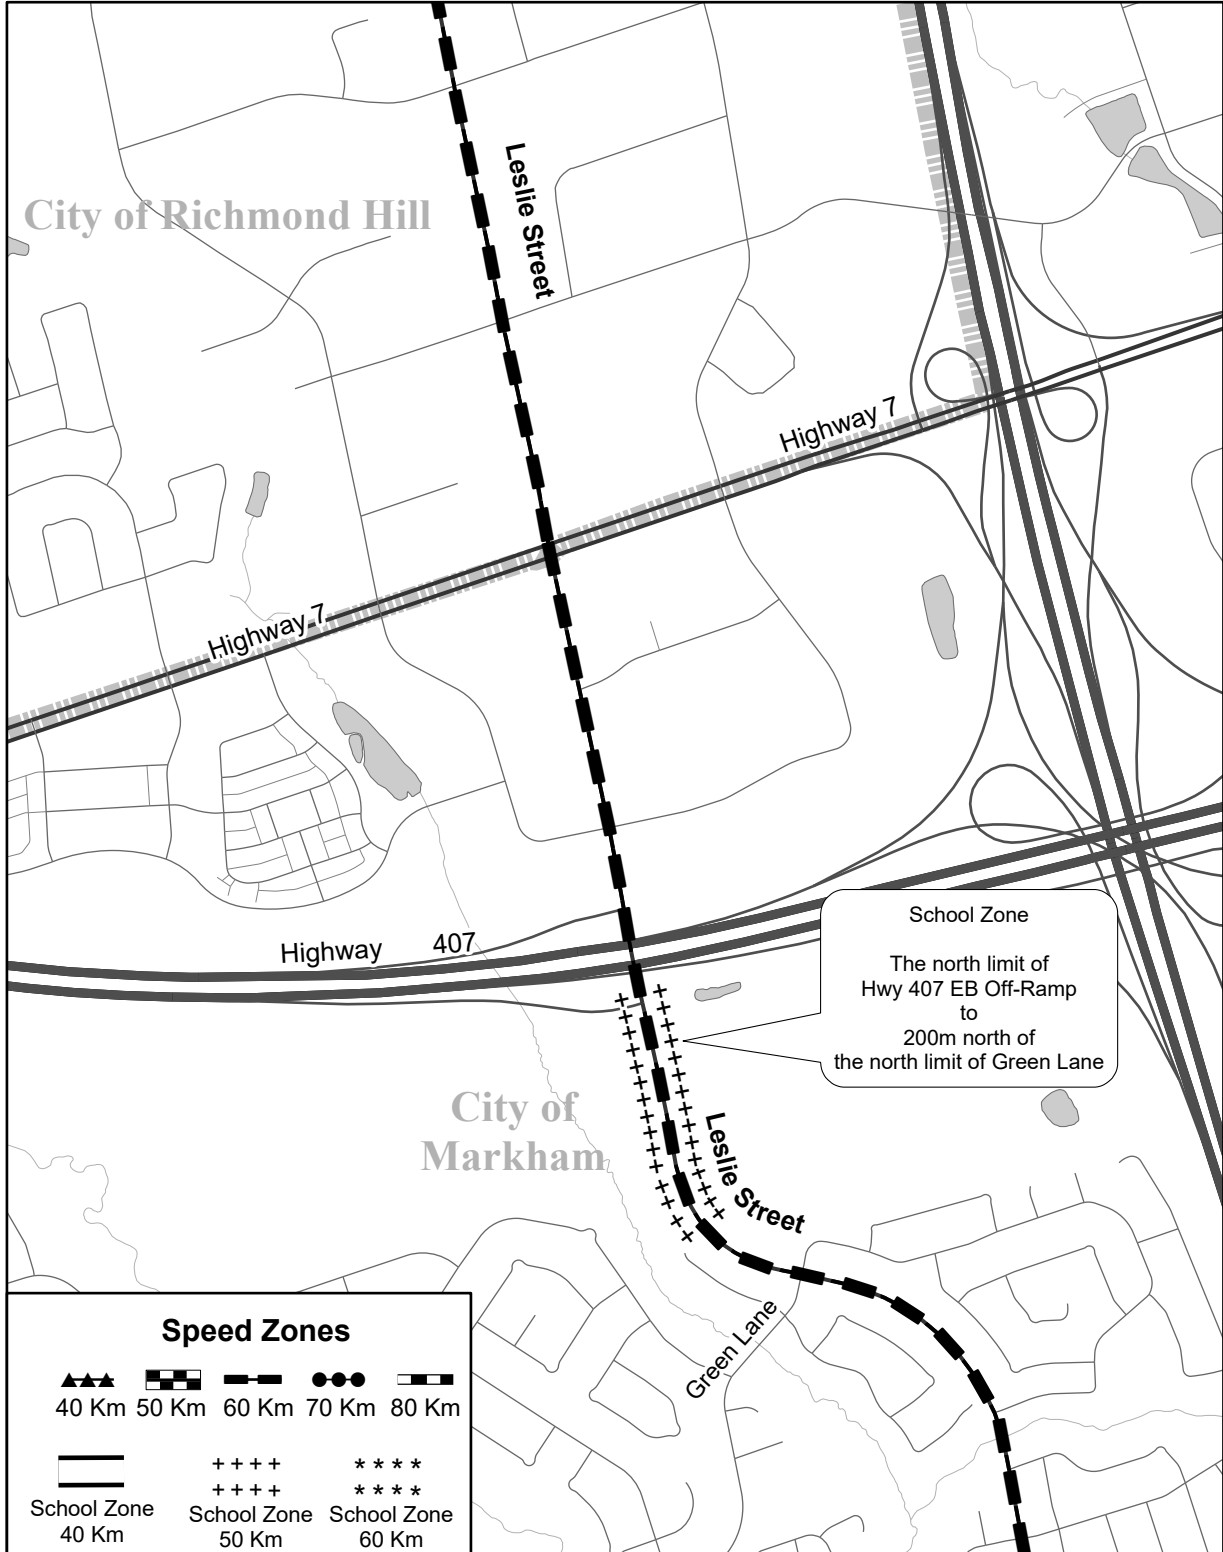 Leslie Street
City of Richmond Hill
Highway 7
Highway 7
Highway 407
School Zone
The north limit of
Hwy 407 EB Off-Ramp
to
200m north of
the north limit of Green Lane
City of
Markham
Leslie Street
Green Lane
Speed Zones
40 Km 50 Km 60 Km 70 Km 80 Km
School Zone
40 Km
School Zone
50 Km
School Zone
60 Km